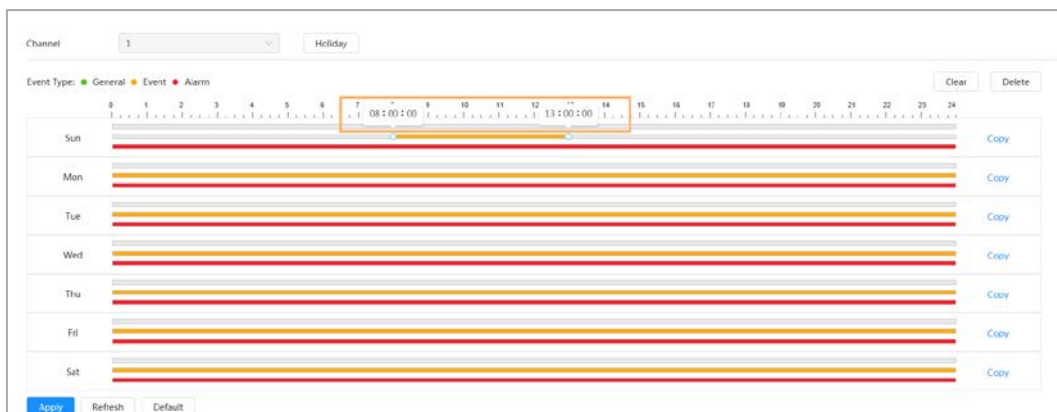 Channel 1 Holiday
Event Type: General Event Alarm Clear Delete
0 1 2 3 4 5 6 7 9 10 11 12 14 15 16 17 18 19 20 21 22 23 24
08:00:00 13:00:00
Sun Copy
Mon Copy
Tue Copy
Wed Copy
Thu Copy
Fri Copy
Sat Copy
Apply Refresh Default